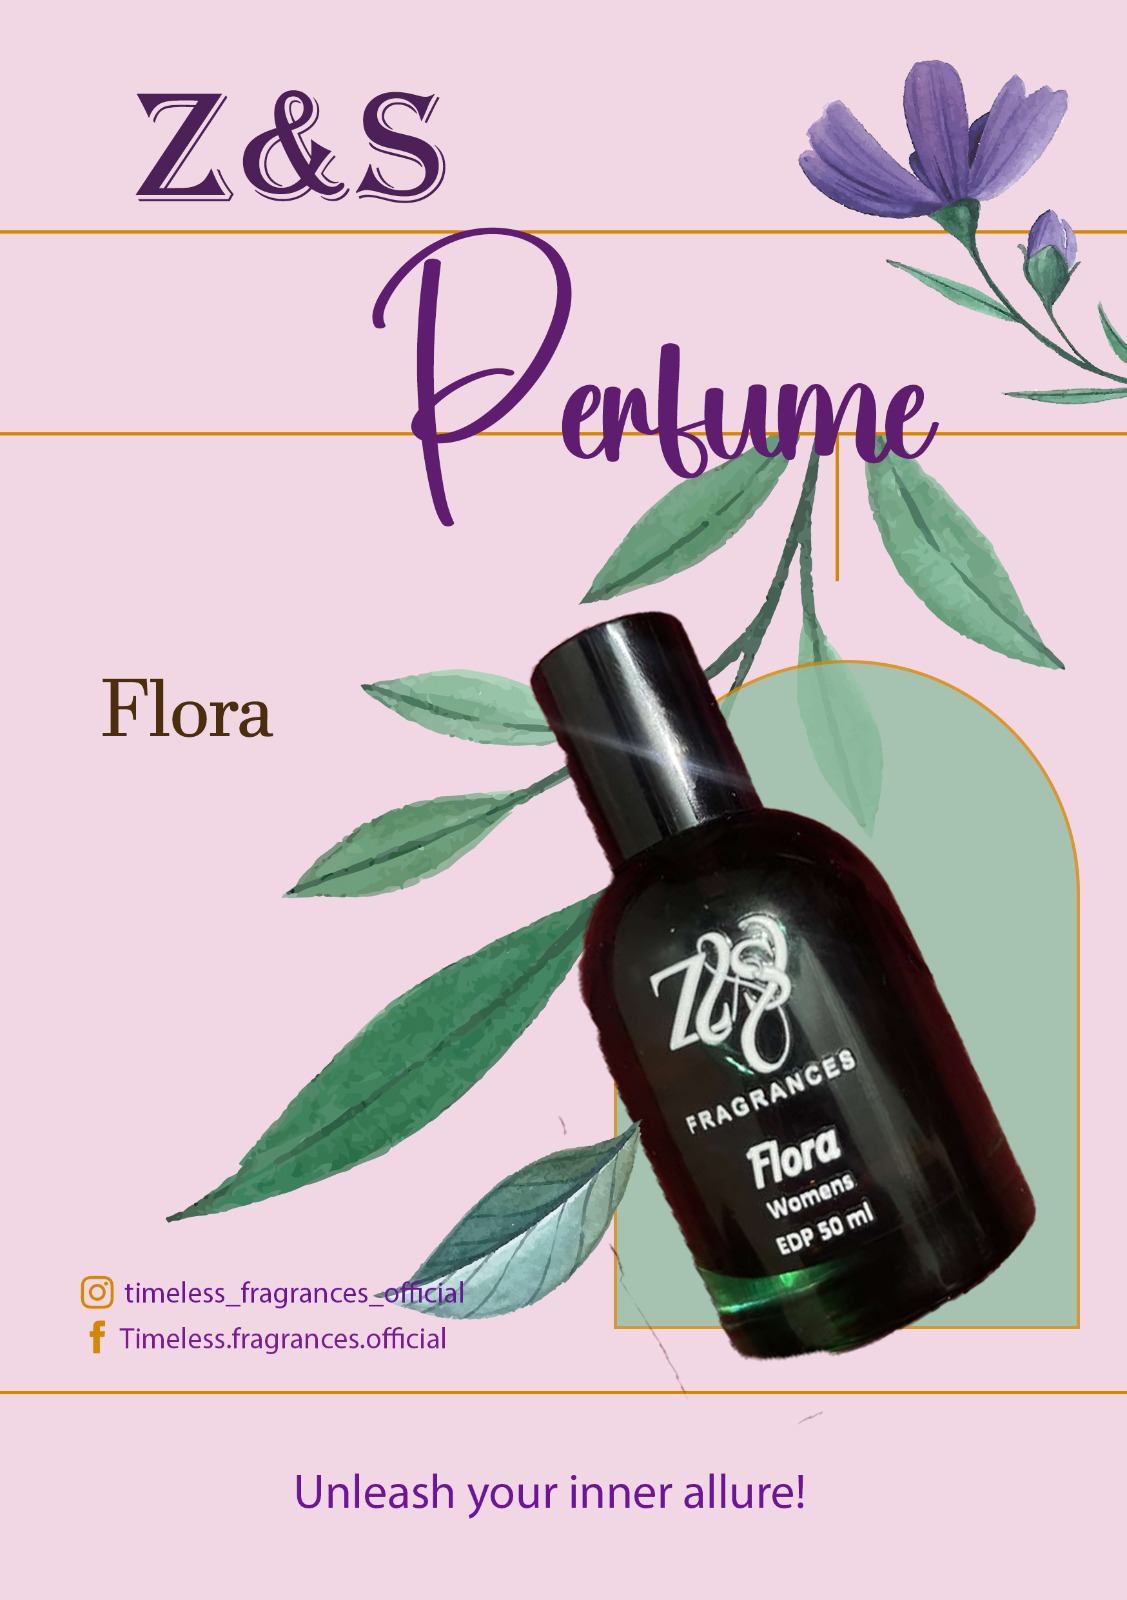 Z&S
Perfume
Flora
Z&S
FRAGRANCES
Flora
Womens
EDP 50 ml
timeless_fragrances_official
Timeless.fragrances.official
Unleash your inner allure!